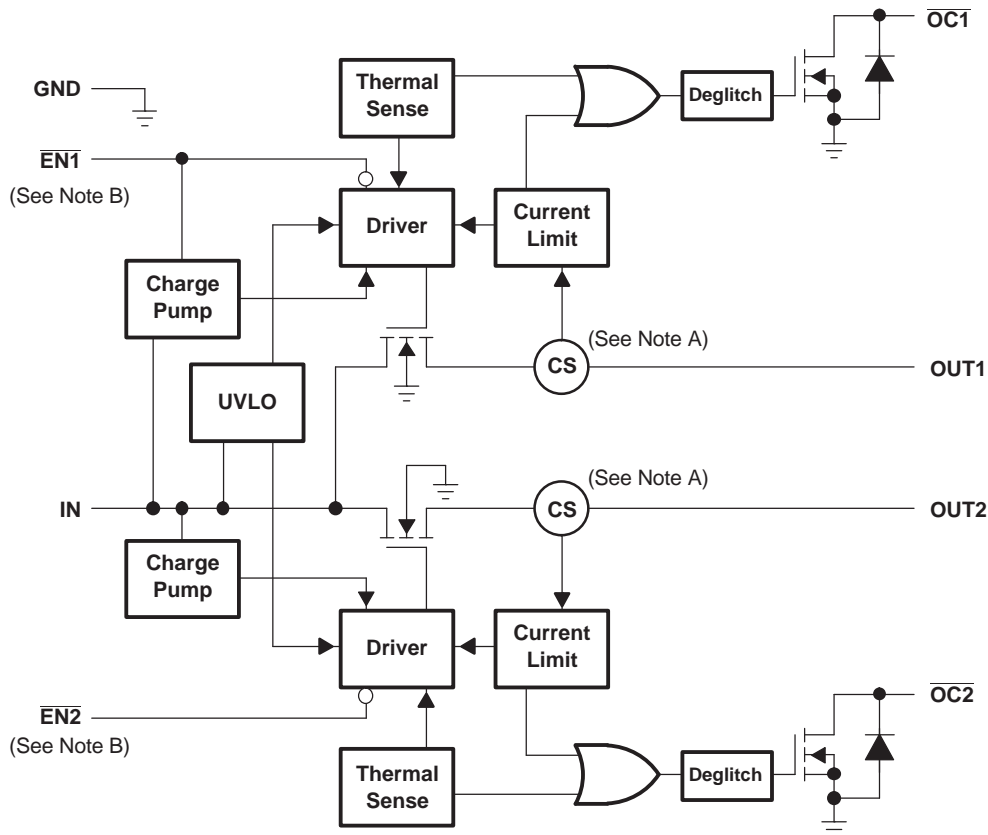 OC1
Thermal
Sense
GND
Deglitch
EN1
(See Note B)
Driver
Current
Limit
Charge
Pump
(See Note A)
CS
OUT1
UVLO
(See Note A)
IN
CS
OUT2
Charge
Pump
Driver
Current
Limit
OC2
EN2
(See Note B)
Thermal
Sense
Deglitch